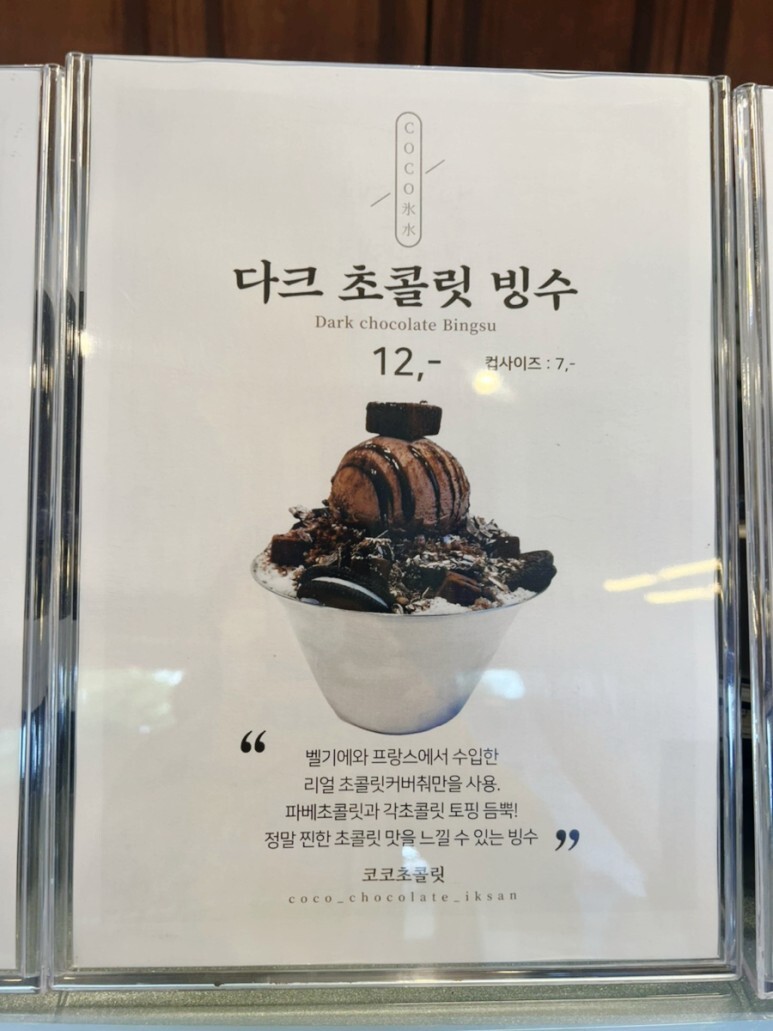 COCO氷水
다크 초콜릿 빙수
Dark chocolate Bingsu
12,- 컵사이즈 : 7,-
“ 벨기에와 프랑스에서 수입한
리얼 초콜릿커버춰만을 사용.
파베초콜릿과 각초콜릿 토핑 듬뿍!
정말 찐한 초콜릿 맛을 느낄 수 있는 빙수 ”
코코초콜릿
coco_chocolate_iksan